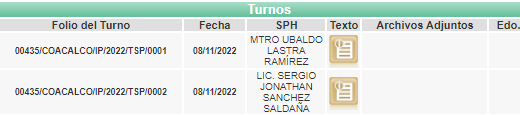 Turnos
Folio del Turno Fecha SPH Texto Archivos Adjuntos Edo.
00435/COACALCO/IP/2022/TSP/0001 08/11/2022 MTRO UBALDO
LASTRA
RAMÍREZ
00435/COACALCO/IP/2022/TSP/0002 08/11/2022 LIC. SERGIO
JONATHAN
SANCHEZ
SALDAÑA